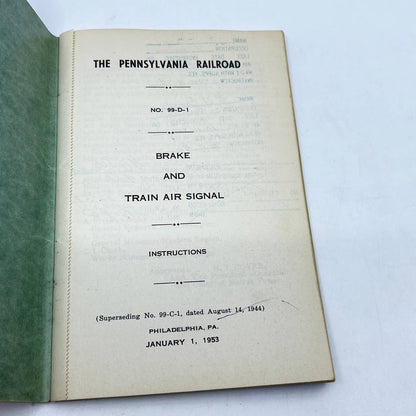 THE PENNSYLVANIA RAILROAD
NO. 99-D-1
BRAKE
AND
TRAIN AIR SIGNAL
INSTRUCTIONS
(Superseding No. 99-C-1, dated August 14, 1944)
PHILADELPHIA, PA.
JANUARY 1, 1953